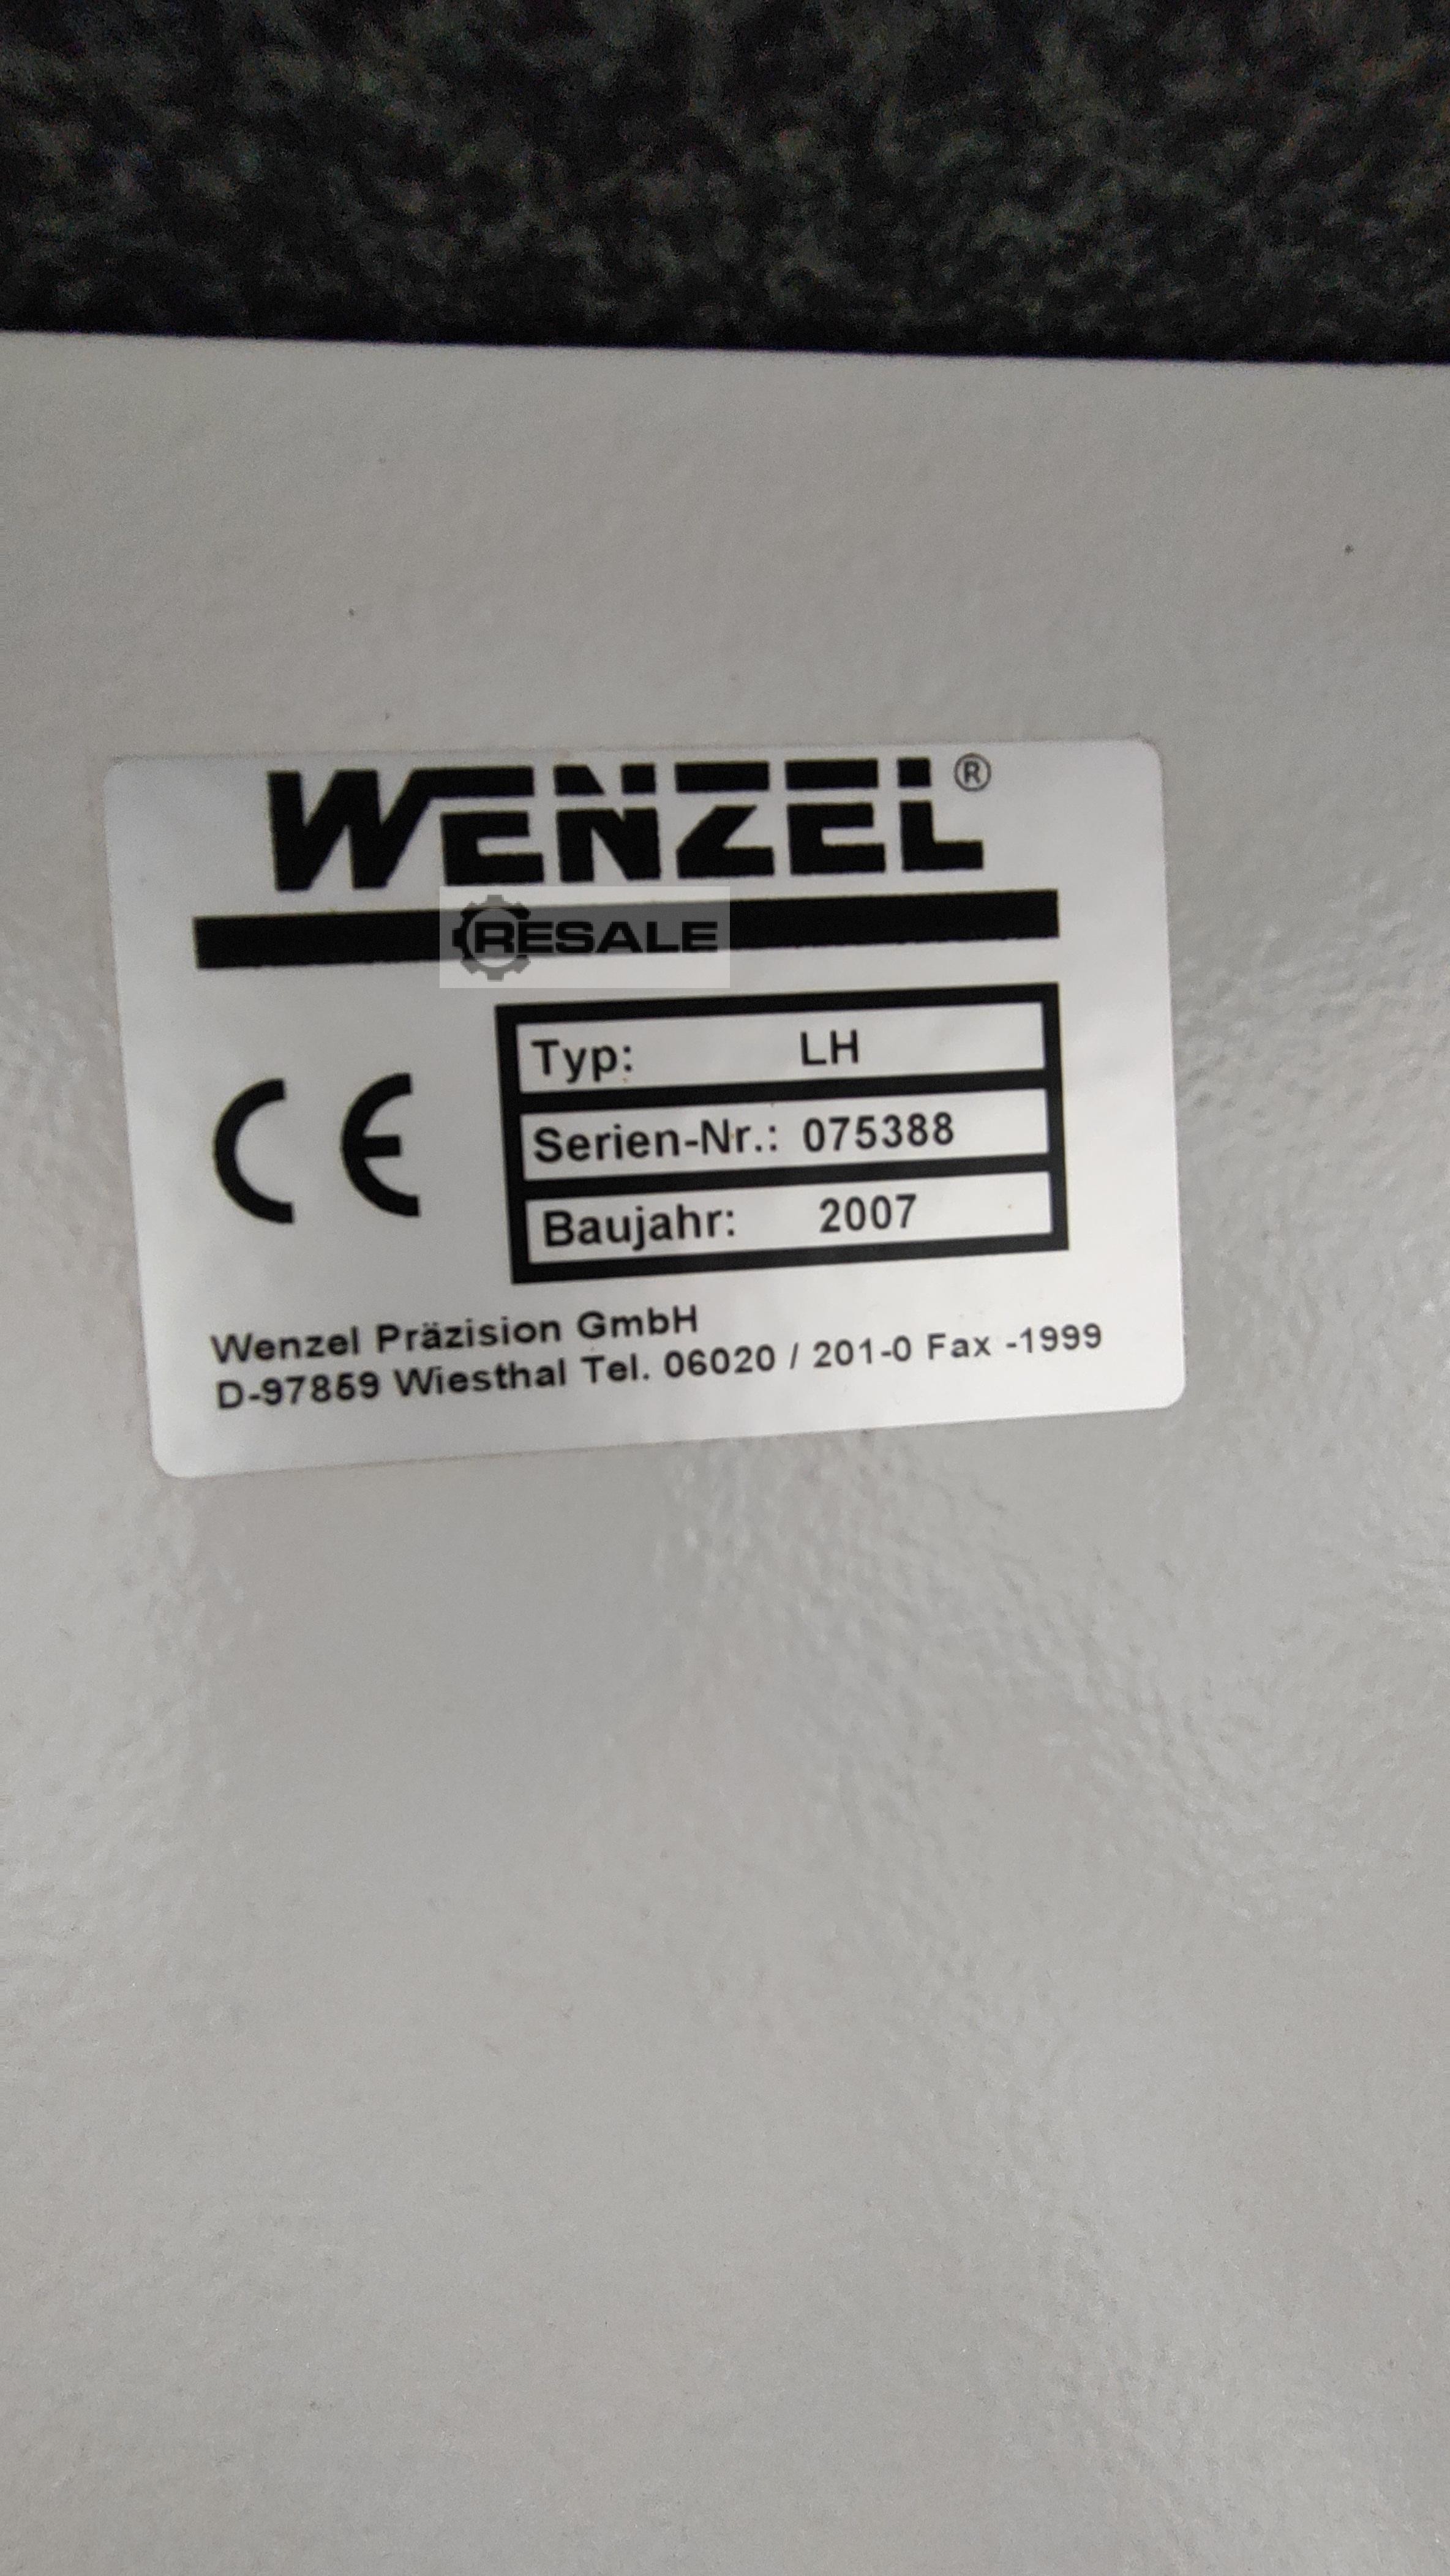 WENZEL®
RESALE
CE
Typ: LH
Serien-Nr.: 075388
Baujahr: 2007
Wenzel Präzision GmbH
D-97859 Wiesthal Tel. 06020 / 201-0 Fax -1999